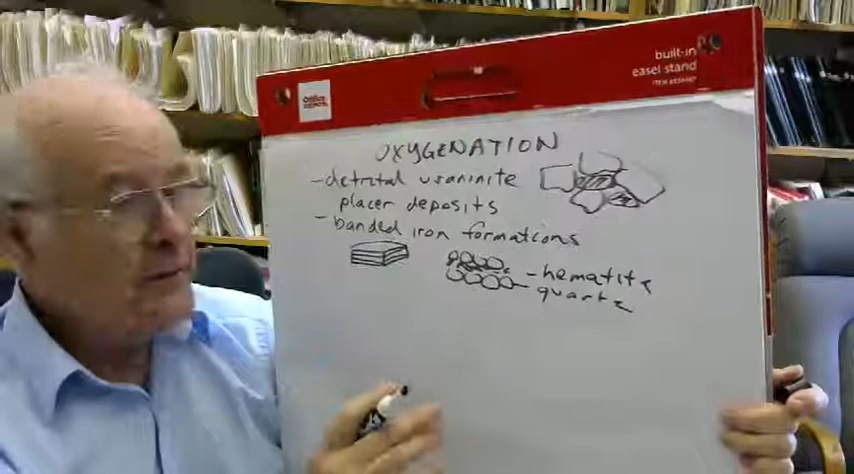 Office DEPOT
built-in
easel stand
OXYGENATION
- detrital uraninite
placer deposits
- banded iron formations
- hematite
quartz